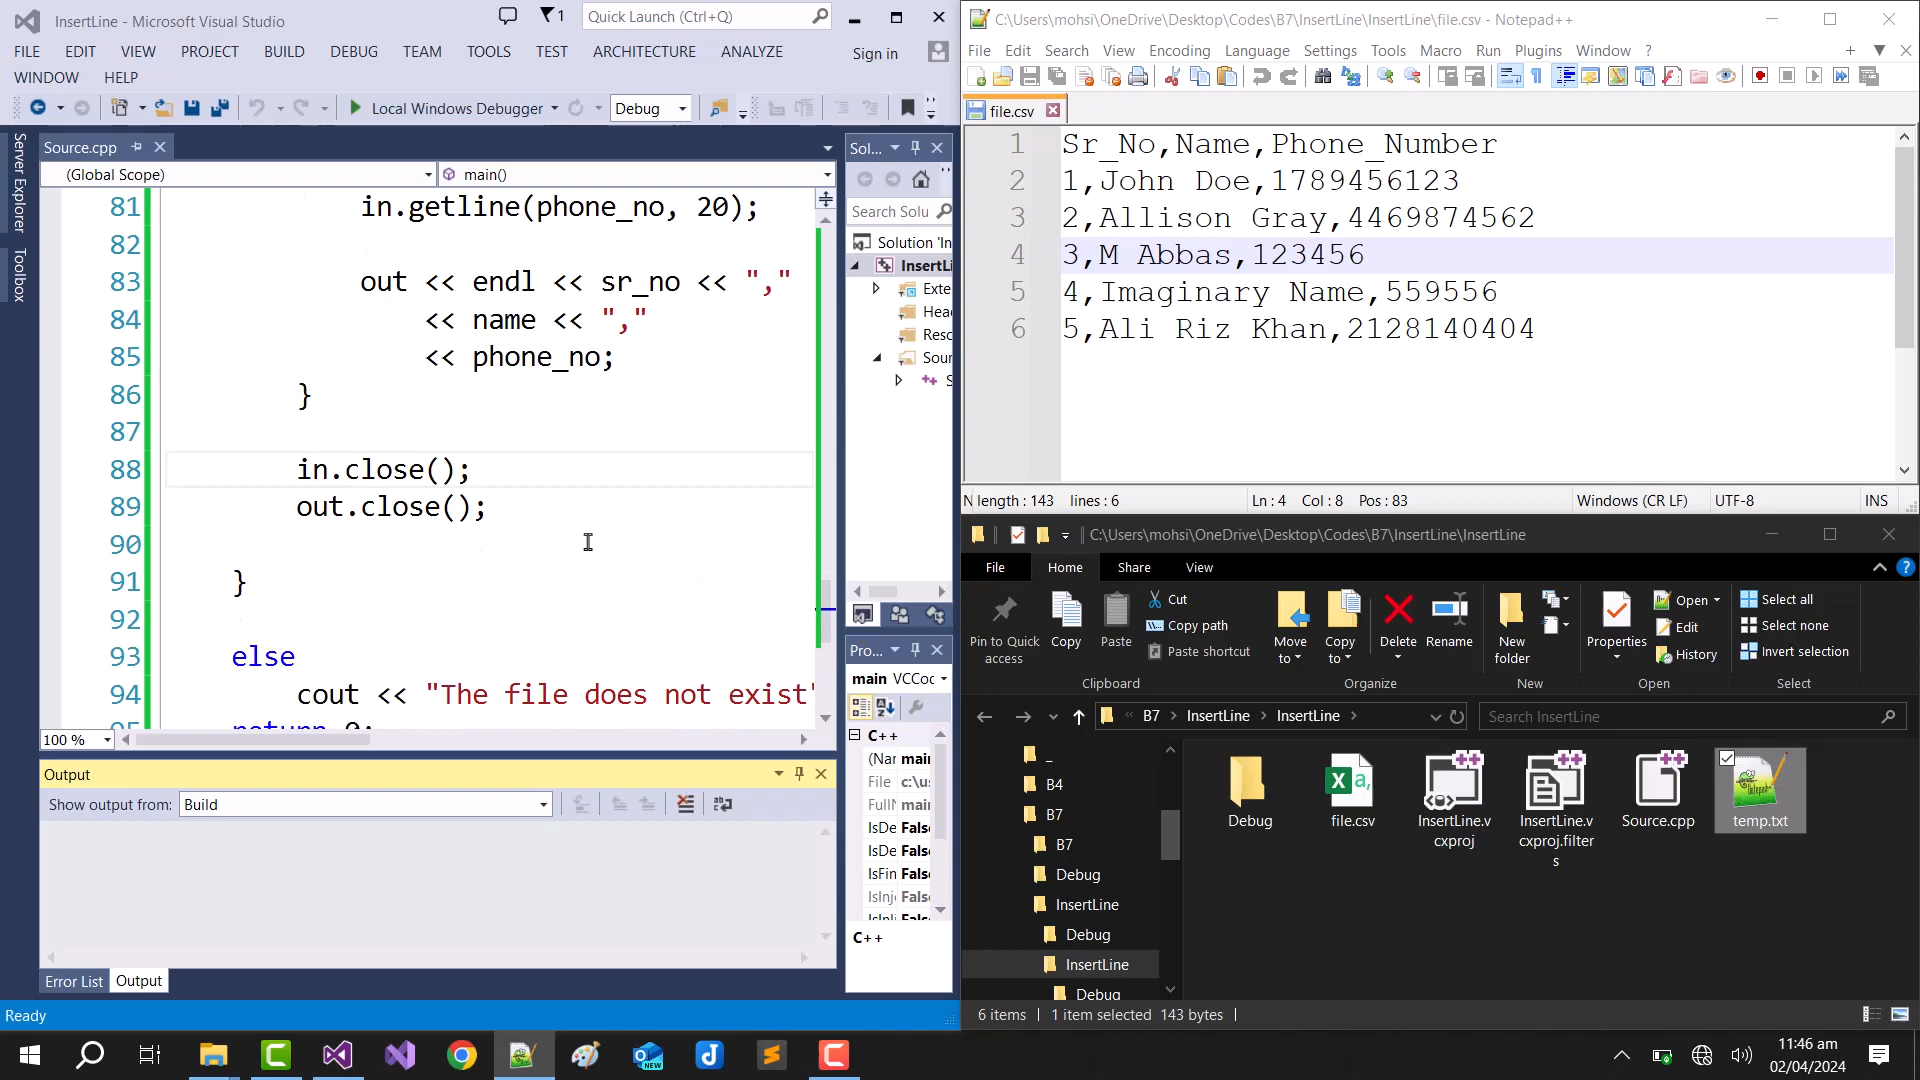 InsertLine - Microsoft Visual Studio
1
Quick Launch (Ctrl+Q)
FILE EDIT VIEW PROJECT BUILD DEBUG TEAM TOOLS TEST ARCHITECTURE ANALYZE
Sign in
WINDOW HELP
Local Windows Debugger
Debug
Server Explorer
Toolbox
Source.cpp
(Global Scope)
main()
81 in.getline(phone_no, 20);
82
83 out << endl << sr_no << ","
84 << name << ","
85 << phone_no;
86 }
87
88 in.close();
89 out.close();
90
91 }
92
93 else
94 cout << "The file does not exist"
100 %
Output
Show output from: Build
Error List Output
Ready
Sol...
Search Solu
Solution 'In
InsertLi
Exte
Hea
Resc
Sour
S
Pro...
main VCCoc
C++
(Nar main
File c:\u
FullN mair
IsDe False
IsDe False
IsFin False
IsInj False
C++
C:\Users\mohsi\OneDrive\Desktop\Codes\B7\InsertLine\InsertLine\file.csv - Notepad++
File Edit Search View Encoding Language Settings Tools Macro Run Plugins Window ?
file.csv
1 Sr_No,Name,Phone_Number
2 1,John Doe,1789456123
3 2,Allison Gray,4469874562
4 3,M Abbas,123456
5 4,Imaginary Name,559556
6 5,Ali Riz Khan,2128140404
N length : 143 lines : 6 Ln : 4 Col : 8 Pos : 83 Windows (CR LF) UTF-8 INS
C:\Users\mohsi\OneDrive\Desktop\Codes\B7\InsertLine\InsertLine
File Home Share View
Pin to Quick access
Copy
Paste
Cut
Copy path
Paste shortcut
Move to
Copy to
Delete
Rename
New folder
Properties
Open
Edit
History
Select all
Select none
Invert selection
Clipboard Organize New Open Select
B7 InsertLine InsertLine
Search InsertLine
_
B4
B7
B7
Debug
InsertLine
Debug
InsertLine
Debug
Debug
file.csv
InsertLine.vcxproj
InsertLine.vcxproj.filters
Source.cpp
temp.txt
6 items 1 item selected 143 bytes
NEW
11:46 am
02/04/2024